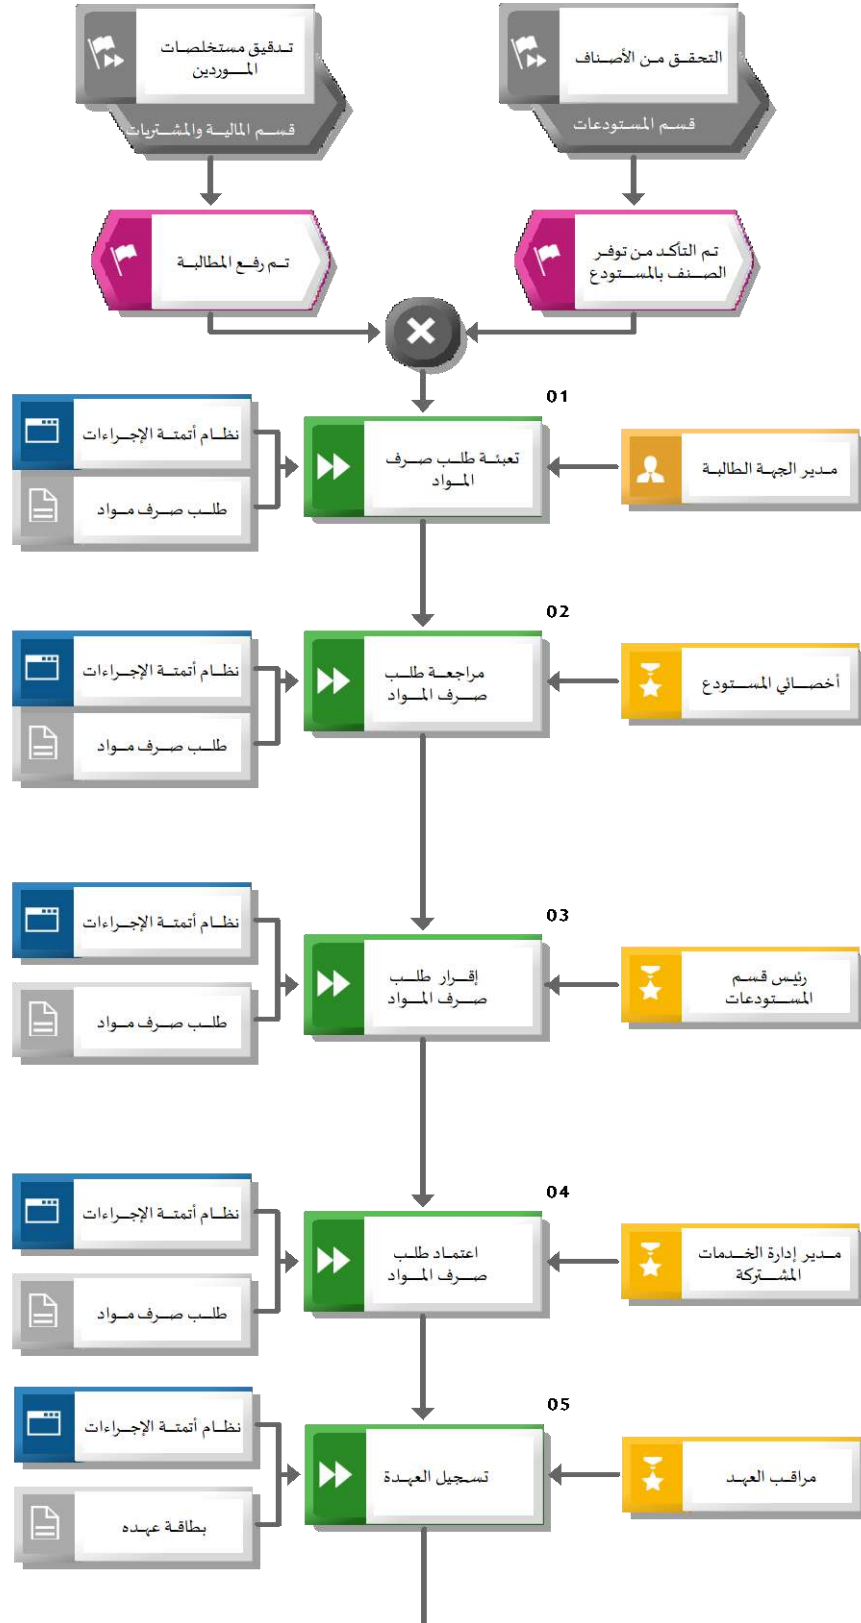 التحقق من الأصناف
قسم المستودعات
تدقيق مستخلصات
الموردين
قسم المالية والمشتريات
تم التأكد من توفر
الصنف بالمستودع
تم رفع المطالبة
01
مدير الجهة الطالبة
تعبئة طلب صرف
المواد
نظام أتمتة الإجراءات
طلب صرف مواد
02
أخصائي المستودع
مراجعة طلب
صرف المواد
نظام أتمتة الإجراءات
طلب صرف مواد
03
رئيس قسم
المستودعات
إقرار طلب
صرف المواد
نظام أتمتة الإجراءات
طلب صرف مواد
04
مدير إدارة الخدمات
المشتركة
اعتماد طلب
صرف المواد
نظام أتمتة الإجراءات
طلب صرف مواد
05
مراقب العهد
تسجيل العهدة
نظام أتمتة الإجراءات
بطاقة عهده